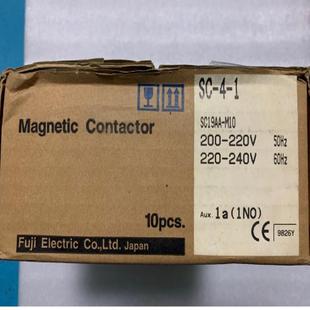 SC-4-1
Magnetic Contactor
SC19AA-M10
200-220V 50Hz
220-240V 60Hz
10pcs.
Aux. 1a(1NO)
Fuji Electric Co.,Ltd. Japan
CE
9826Y